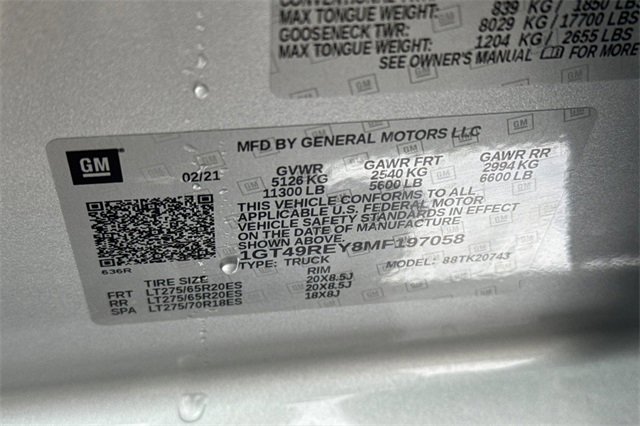 MAX TONGUE WEIGHT: 839 KG / 1850 LBS
GOOSENECK TWR: 8029 KG / 17700 LBS
MAX TONGUE WEIGHT: 1204 KG / 2655 LBS
SEE OWNER'S MANUAL FOR MORE
GM
MFD BY GENERAL MOTORS LLC
02/21
GVWR GAWR FRT GAWR RR
5126 KG 2540 KG 2994 KG
11300 LB 5600 LB 6600 LB
THIS VEHICLE CONFORMS TO ALL
APPLICABLE U.S. FEDERAL MOTOR
VEHICLE SAFETY STANDARDS IN EFFECT
ON THE DATE OF MANUFACTURE
SHOWN ABOVE.
1GT49REY8MF197058
TYPE: TRUCK MODEL: 88TK20743
636R
TIRE SIZE RIM
FRT LT275/65R20ES 20X8.5J
RR LT275/65R20ES 20X8.5J
SPA LT275/70R18ES 18X8J